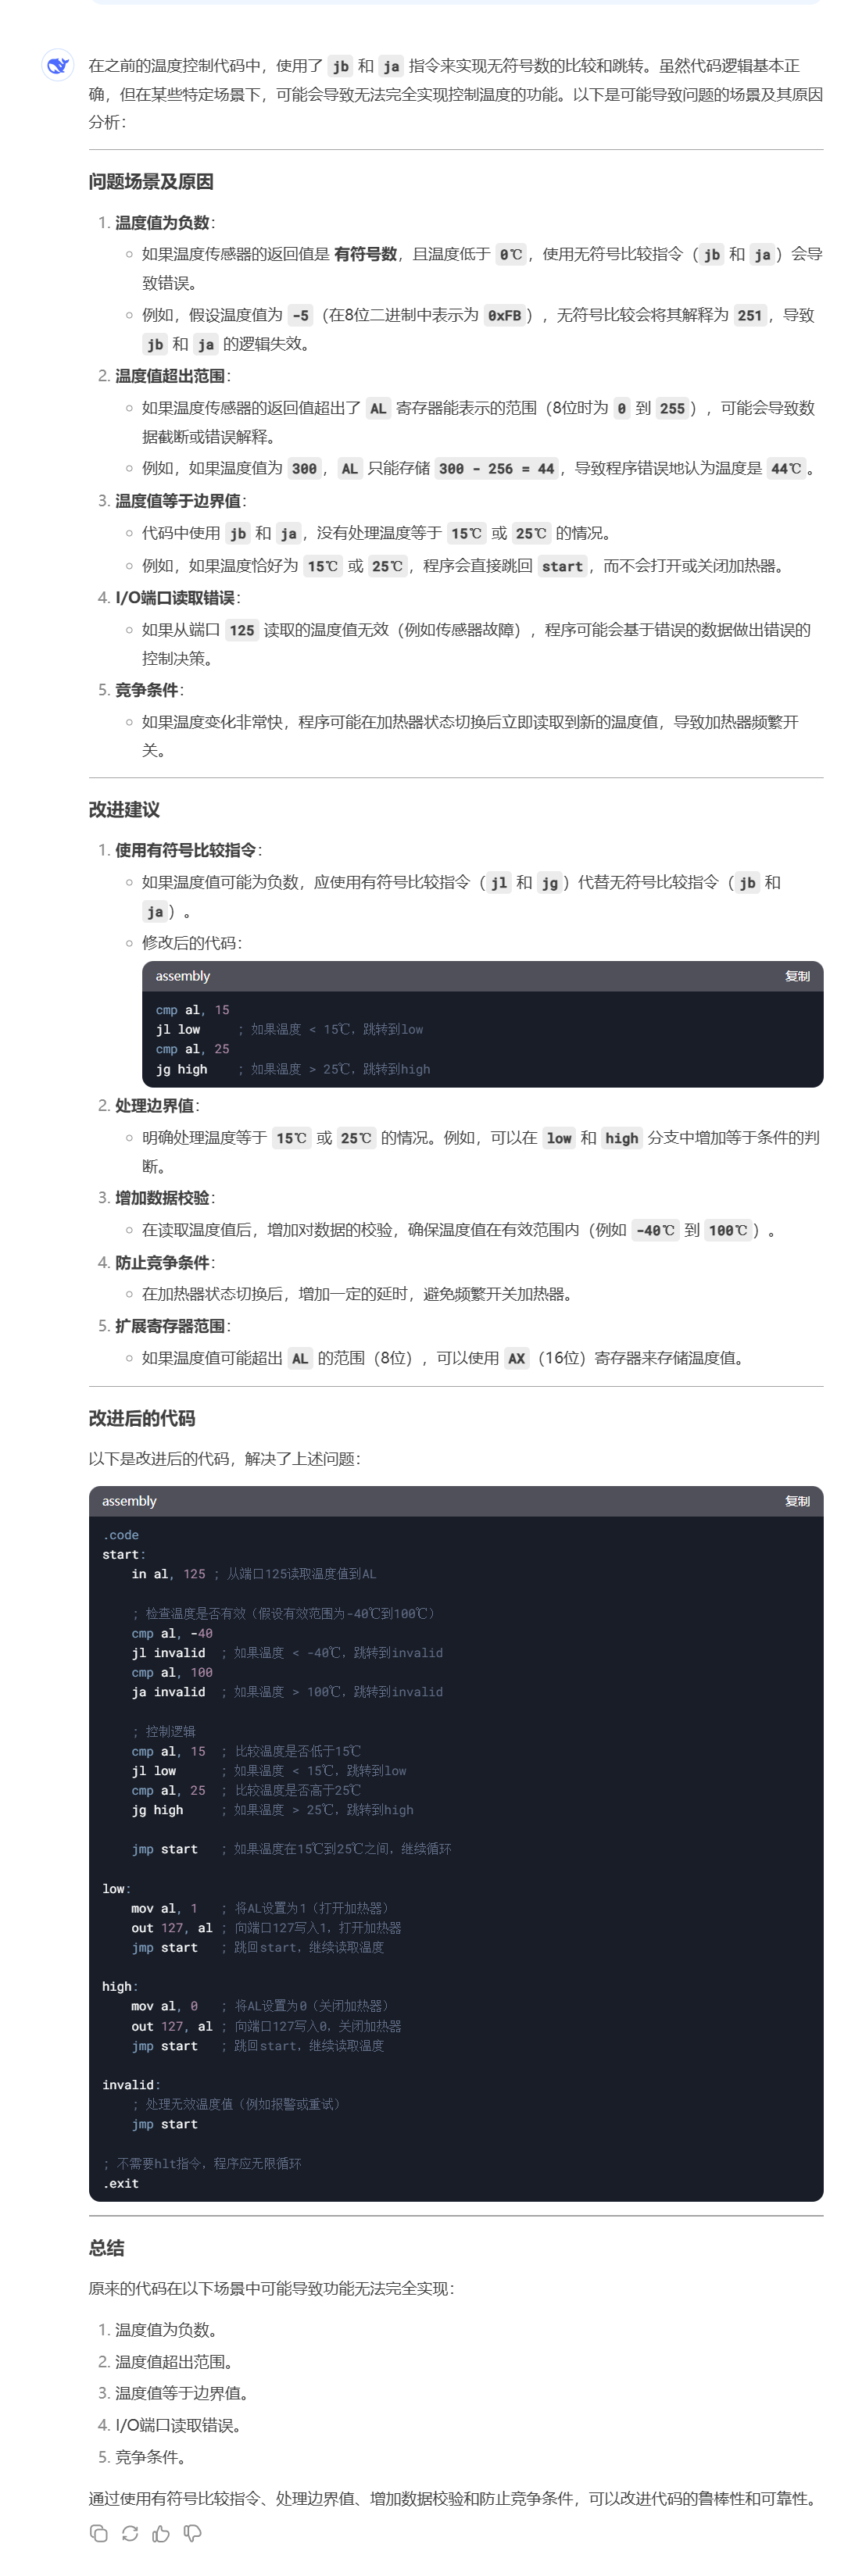 在之前的温度控制代码中，使用了 jb 和 ja 指令来实现无符号数的比较和跳转。虽然代码逻辑基本正
确，但在某些特定场景下，可能会导致无法完全实现控制温度的功能。以下是可能导致问题的场景及其原因
分析：
问题场景及原因
1. 温度值为负数：
如果温度传感器的返回值是 有符号数，且温度低于 0℃，使用无符号比较指令（jb 和 ja）会导
致错误。
例如，假设温度值为 -5（在8位二进制中表示为 0xFB），无符号比较会将其解释为 251，导致
jb 和 ja 的逻辑失效。
2. 温度值超出范围：
如果温度传感器的返回值超出了 AL 寄存器能表示的范围（8位时为 0 到 255），可能会导致数
据截断或错误解释。
例如，如果温度值为 300，AL 只能存储 300 - 256 = 44，导致程序错误地认为温度是 44℃。
3. 温度值等于边界值：
代码中使用 jb 和 ja，没有处理温度等于 15℃ 或 25℃ 的情况。
例如，如果温度恰好为 15℃ 或 25℃，程序会直接跳回 start，而不会打开或关闭加热器。
4. I/O端口读取错误：
如果从端口 125 读取的温度值无效（例如传感器故障），程序可能会基于错误的数据做出错误的
控制决策。
5. 竞争条件：
如果温度变化非常快，程序可能在加热器状态切换后立即读取到新的温度值，导致加热器频繁开
关。
改进建议
1. 使用有符号比较指令：
如果温度值可能为负数，应使用有符号比较指令（jl 和 jg）代替无符号比较指令（jb 和
ja）。
修改后的代码：
assembly 复制
cmp al, 15
jl low     ; 如果温度 < 15℃，跳转到low
cmp al, 25
jg high    ; 如果温度 > 25℃，跳转到high
2. 处理边界值：
明确处理温度等于 15℃ 或 25℃ 的情况。例如，可以在 low 和 high 分支中增加等于条件的判
断。
3. 增加数据校验：
在读取温度值后，增加对数据的校验，确保温度值在有效范围内（例如 -40℃ 到 100℃）。
4. 防止竞争条件：
在加热器状态切换后，增加一定的延时，避免频繁开关加热器。
5. 扩展寄存器范围：
如果温度值可能超出 AL 的范围（8位），可以使用 AX（16位）寄存器来存储温度值。
改进后的代码
以下是改进后的代码，解决了上述问题：
assembly 复制
.code
start:
    in al, 125 ; 从端口125读取温度值到AL
    ; 检查温度是否有效（假设有效范围为-40℃到100℃）
    cmp al, -40
    jl invalid  ; 如果温度 < -40℃，跳转到invalid
    cmp al, 100
    ja invalid  ; 如果温度 > 100℃，跳转到invalid
    ; 控制逻辑
    cmp al, 15  ; 比较温度是否低于15℃
    jl low      ; 如果温度 < 15℃，跳转到low
    cmp al, 25  ; 比较温度是否高于25℃
    jg high     ; 如果温度 > 25℃，跳转到high
    jmp start   ; 如果温度在15℃到25℃之间，继续循环
low:
    mov al, 1   ; 将AL设置为1（打开加热器）
    out 127, al ; 向端口127写入1，打开加热器
    jmp start   ; 跳回start，继续读取温度
high:
    mov al, 0   ; 将AL设置为0（关闭加热器）
    out 127, al ; 向端口127写入0，关闭加热器
    jmp start   ; 跳回start，继续读取温度
invalid:
    ; 处理无效温度值（例如报警或重试）
    jmp start
; 不需要hlt指令，程序应无限循环
.exit
总结
原来的代码在以下场景中可能导致功能无法完全实现：
1. 温度值为负数。
2. 温度值超出范围。
3. 温度值等于边界值。
4. I/O端口读取错误。
5. 竞争条件。
通过使用有符号比较指令、处理边界值、增加数据校验和防止竞争条件，可以改进代码的鲁棒性和可靠性。